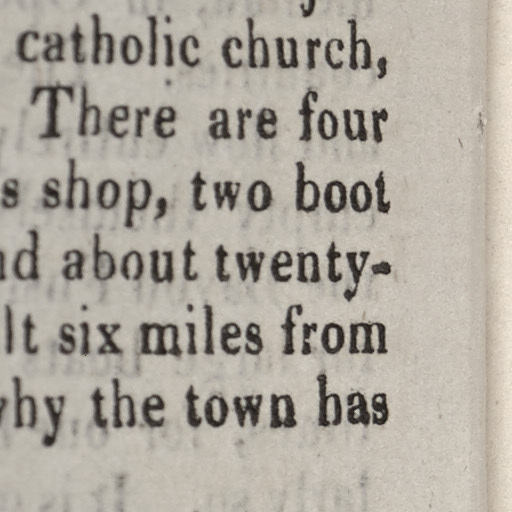 catholic church,
There are four
s shop, two boot
nd about twenty-
lt six miles from
why the town has